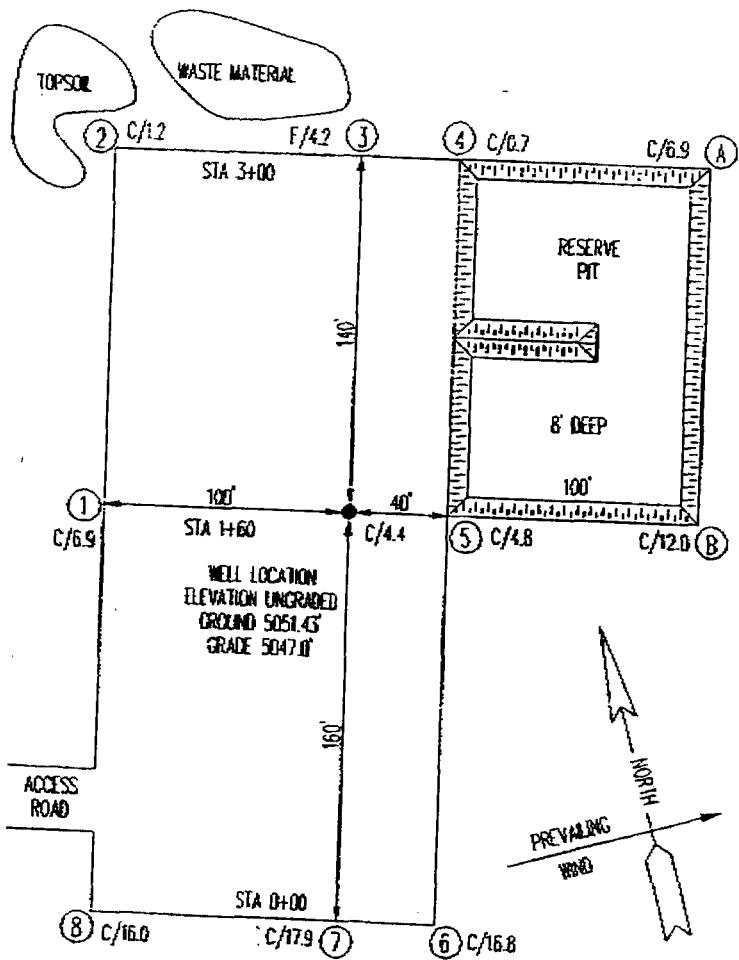 TOPSOIL
WASTE MATERIAL
2
C/1.2
F/4.2
3
4
C/0.7
C/6.9
A
STA 3+00
RESERVE
PIT
140'
8' DEEP
100'
1
C/6.9
100'
STA 1+60
40'
C/4.4
5
C/4.8
C/12.0
B
WELL LOCATION
ELEVATION UNGRADED
GROUND 5051.43'
GRADE 5047.0'
160'
ACCESS
ROAD
NORTH
PREVAILING
WIND
STA 0+00
8
C/16.0
C/17.9
7
6
C/16.8